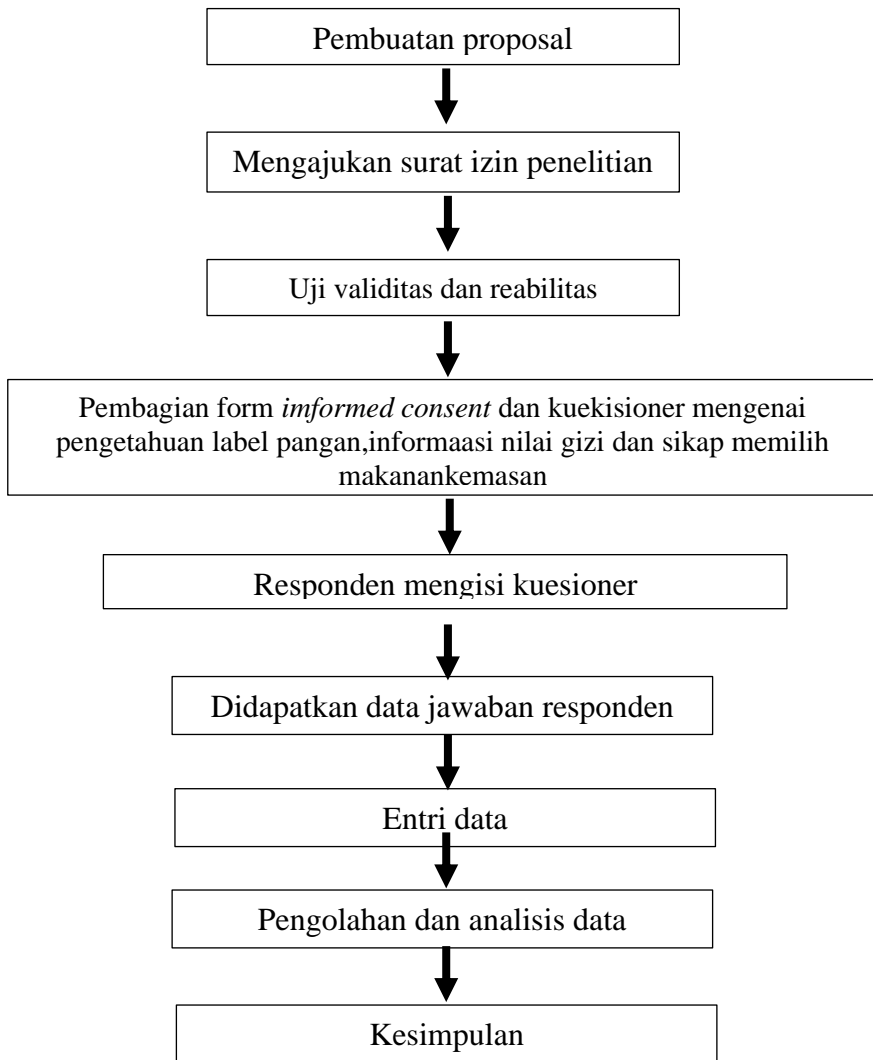 Pembuatan proposal
Mengajukan surat izin penelitian
Uji validitas dan reabilitas
Pembagian form imformed consent dan kuekisioner mengenai
pengetahuan label pangan,informaasi nilai gizi dan sikap memilih
makanankemasan
Responden mengisi kuesioner
Didapatkan data jawaban responden
Entri data
Pengolahan dan analisis data
Kesimpulan